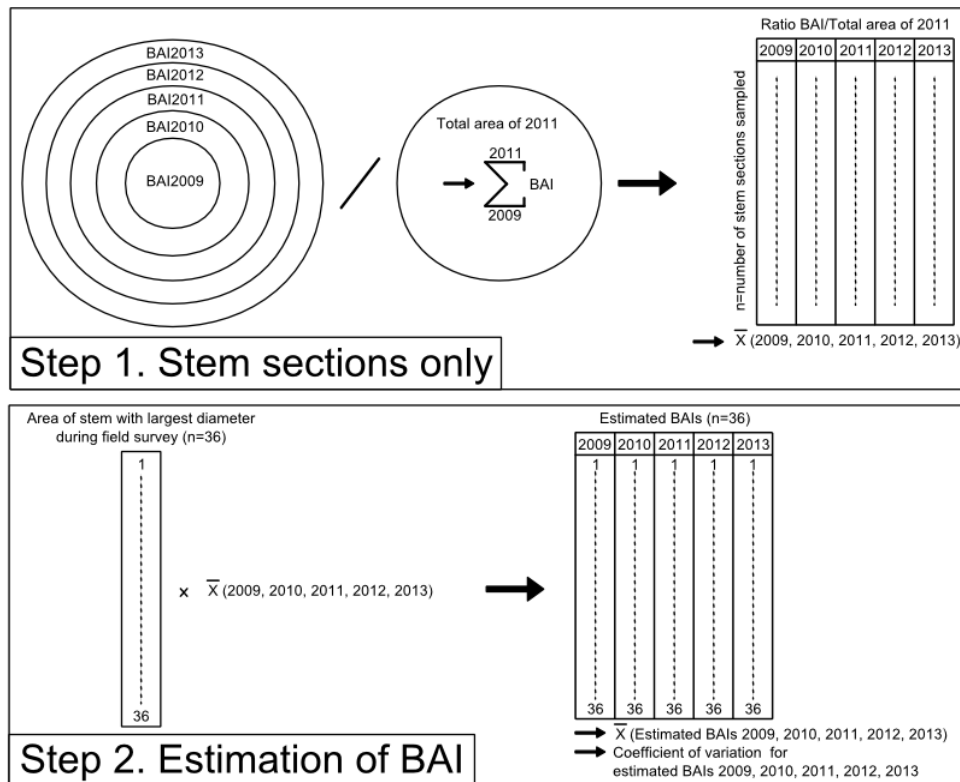 BAI2013
BAI2012
BAI2011
BAI2010
BAI2009
Total area of 2011
2011
BAI
2009
Ratio BAI/Total area of 2011
2009 2010 2011 2012 2013
n=number of stem sections sampled
X (2009, 2010, 2011, 2012, 2013)
Step 1. Stem sections only
Area of stem with largest diameter
during field survey (n=36)
1
36
x X (2009, 2010, 2011, 2012, 2013)
Estimated BAIs (n=36)
2009 2010 2011 2012 2013
1 1 1 1 1
36 36 36 36 36
X (Estimated BAIs 2009, 2010, 2011, 2012, 2013)
Coefficient of variation for
estimated BAIs 2009, 2010, 2011, 2012, 2013
Step 2. Estimation of BAI